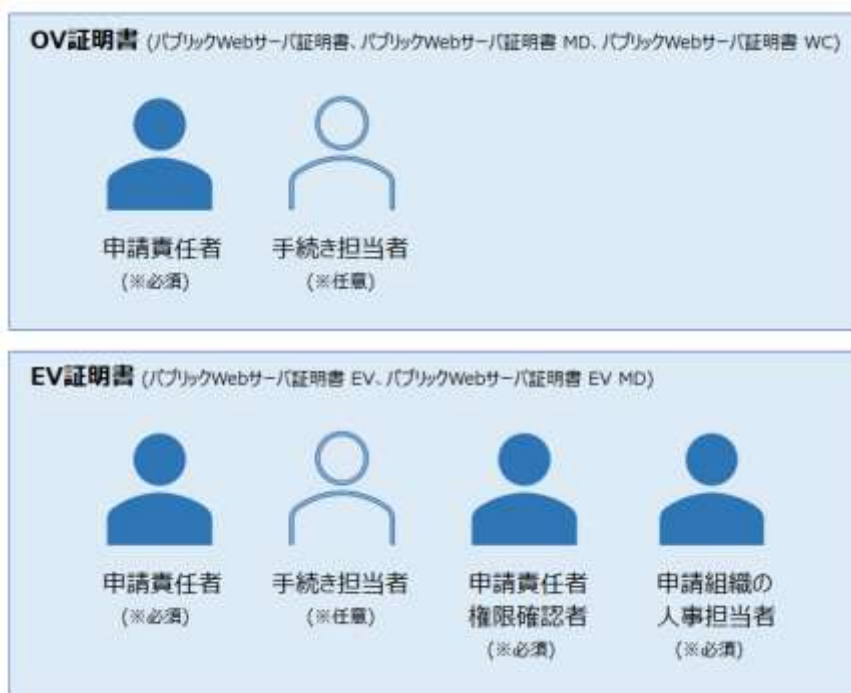 OV証明書 (パブリックWebサーバ証明書、パブリックWebサーバ証明書 MD、パブリックWebサーバ証明書 WC)
申請責任者 手続き担当者
(※必須) (※任意)
EV証明書 (パブリックWebサーバ証明書 EV、パブリックWebサーバ証明書 EV MD)
申請責任者 手続き担当者 申請責任者 申請組織の
(※必須) (※任意) 権限確認者 人事担当者
(※必須) (※必須)